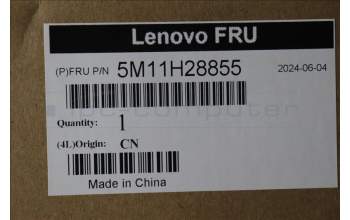 Lenovo FRU
(P)FRU P/N 5M11H28855 2024-06-04
Quantity: 1
(4L)Origin: CN
Made in China